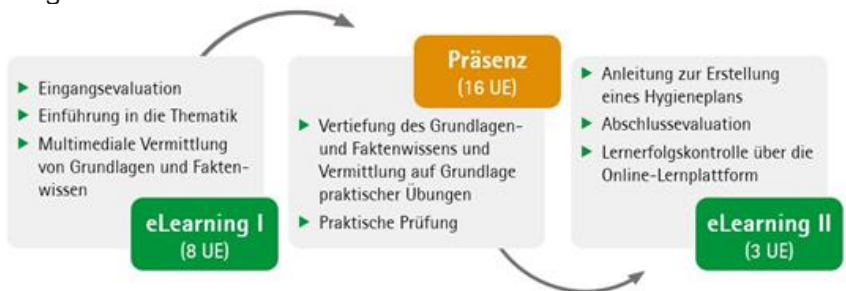 Eingangsevaluation
Einführung in die Thematik
Multimediale Vermittlung
von Grundlagen und Fakten-
wissen
eLearning I
(8 UE)
Präsenz
(16 UE)
Vertiefung des Grundlagen-
und Faktenwissens und
Vermittlung auf Grundlage
praktischer Übungen
Praktische Prüfung
Anleitung zur Erstellung
eines Hygieneplans
Abschlussevaluation
Lernerfolgskontrolle über die
Online-Lernplattform
eLearning II
(3 UE)